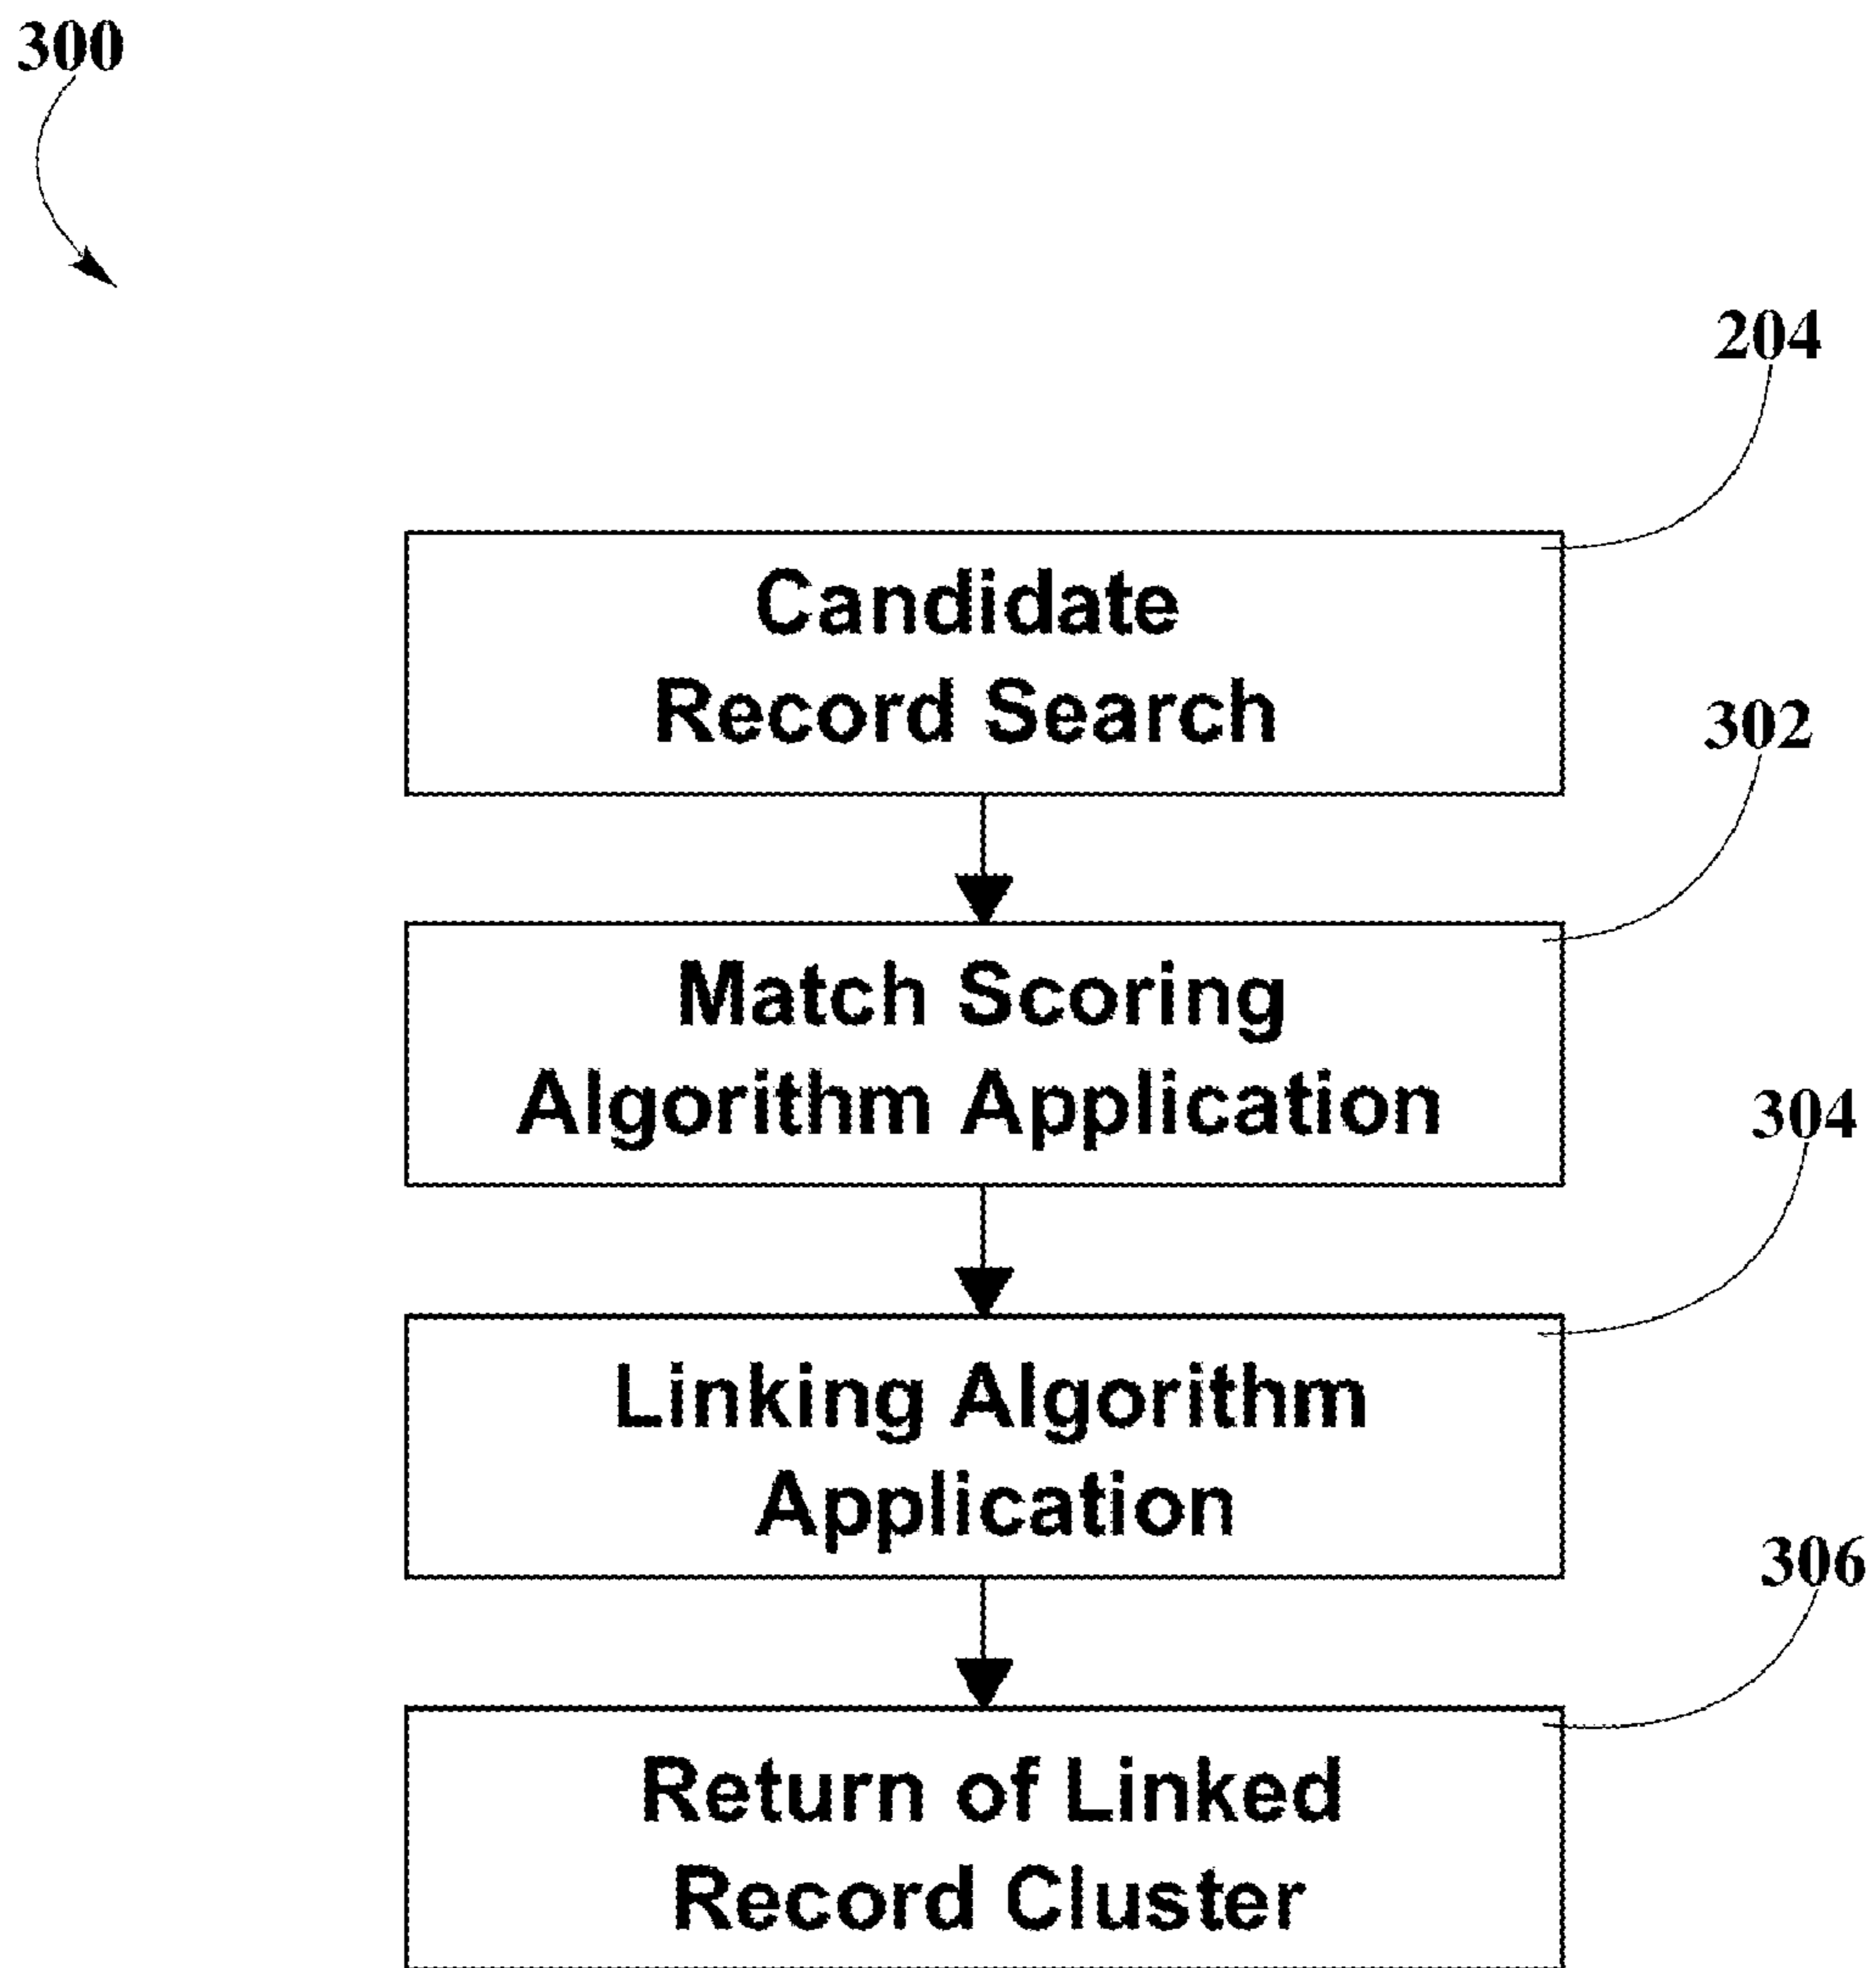 300
204
Candidate
Record Search
302
Match Scoring
Algorithm Application
304
Linking Algorithm
Application
306
Return of Linked
Record Cluster